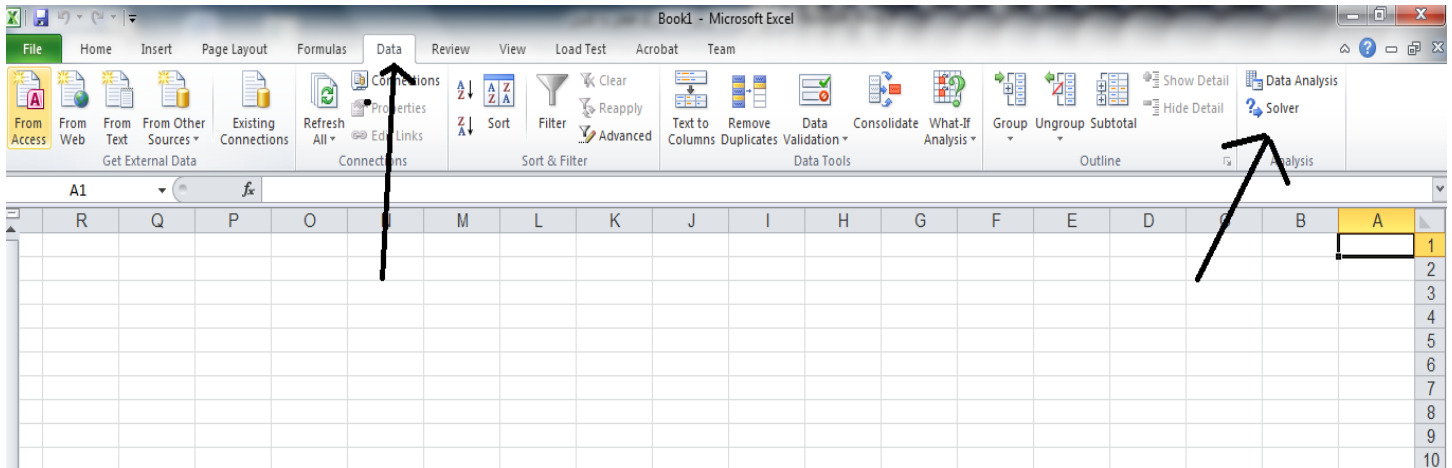 Book1 - Microsoft Excel
File Home Insert Page Layout Formulas Data Review View Load Test Acrobat Team
From Access
From Web
From Text
From Other Sources
Existing Connections
Get External Data
Refresh All
Connections
Properties
Edit Links
Connections
Sort
Filter
Clear
Reapply
Advanced
Sort & Filter
Text to Columns
Remove Duplicates
Data Validation
Consolidate
What-If Analysis
Data Tools
Group
Ungroup
Subtotal
Show Detail
Hide Detail
Outline
Data Analysis
Solver
Analysis
A1 fx
R Q P O N M L K J I H G F E D C B A
1
2
3
4
5
6
7
8
9
10